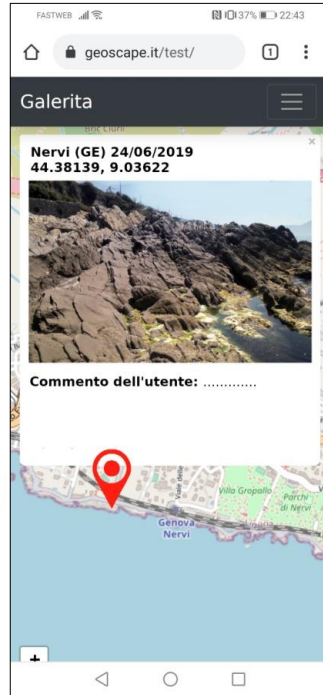 FASTWEB 37% 22:43
geoscape.it/test/ 1
Galerita
×
Nervi (GE) 24/06/2019
44.38139, 9.03622
Commento dell'utente: .............
Villa Gropallo
Parchi
di Nervi
Genova
Nervi
+